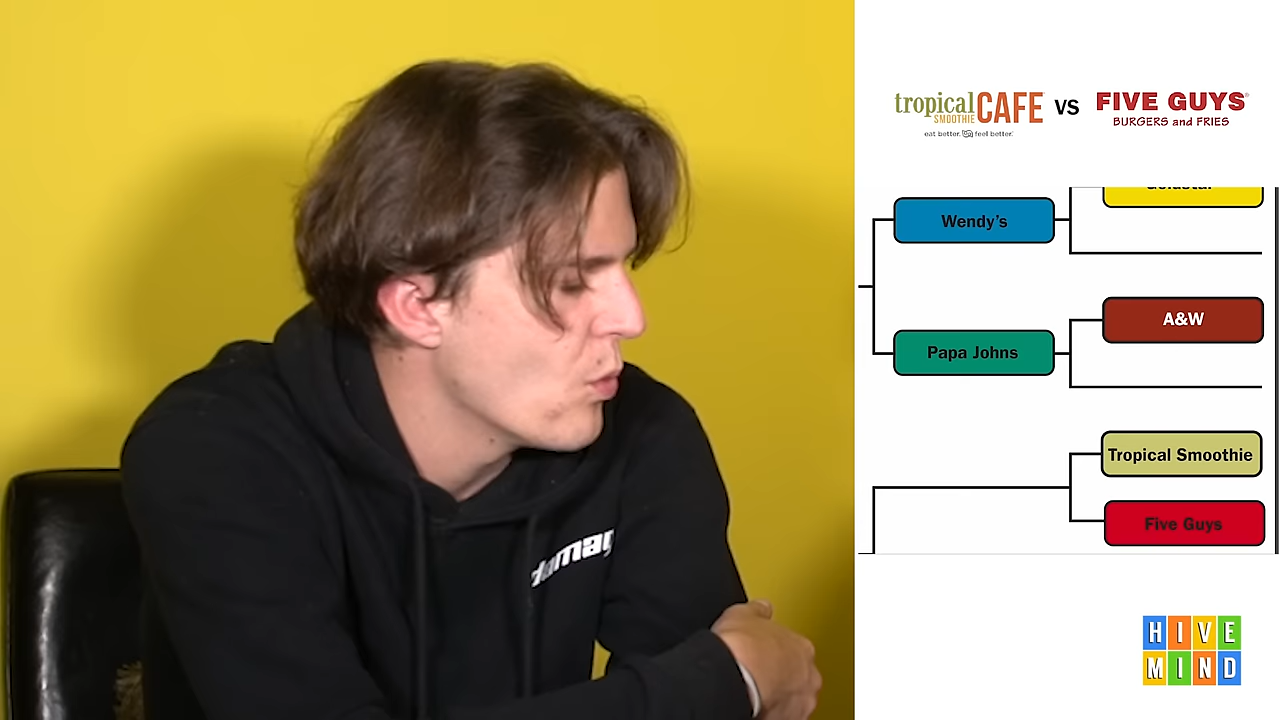 tropical CAFE
SMOOTHIE
eat better. feel better.
VS
FIVE GUYS®
BURGERS and FRIES
Wendy's
A&W
Papa Johns
Tropical Smoothie
Five Guys
HIVE
MIND